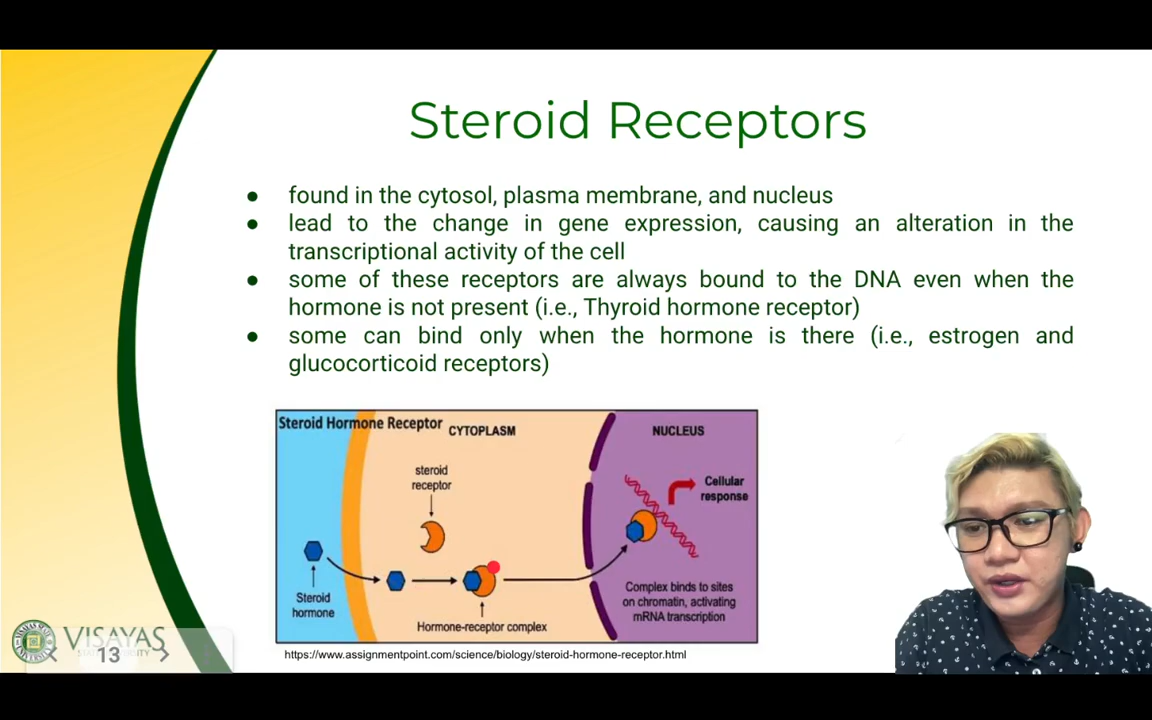 Steroid Receptors
● found in the cytosol, plasma membrane, and nucleus
● lead to the change in gene expression, causing an alteration in the
transcriptional activity of the cell
● some of these receptors are always bound to the DNA even when the
hormone is not present (i.e., Thyroid hormone receptor)
● some can bind only when the hormone is there (i.e., estrogen and
glucocorticoid receptors)
Steroid Hormone Receptor
CYTOPLASM
NUCLEUS
steroid
receptor
Cellular
response
Steroid
hormone
Hormone-receptor complex
Complex binds to sites
on chromatin, activating
mRNA transcription
https://www.assignmentpoint.com/science/biology/steroid-hormone-receptor.html
VISAYAS
13